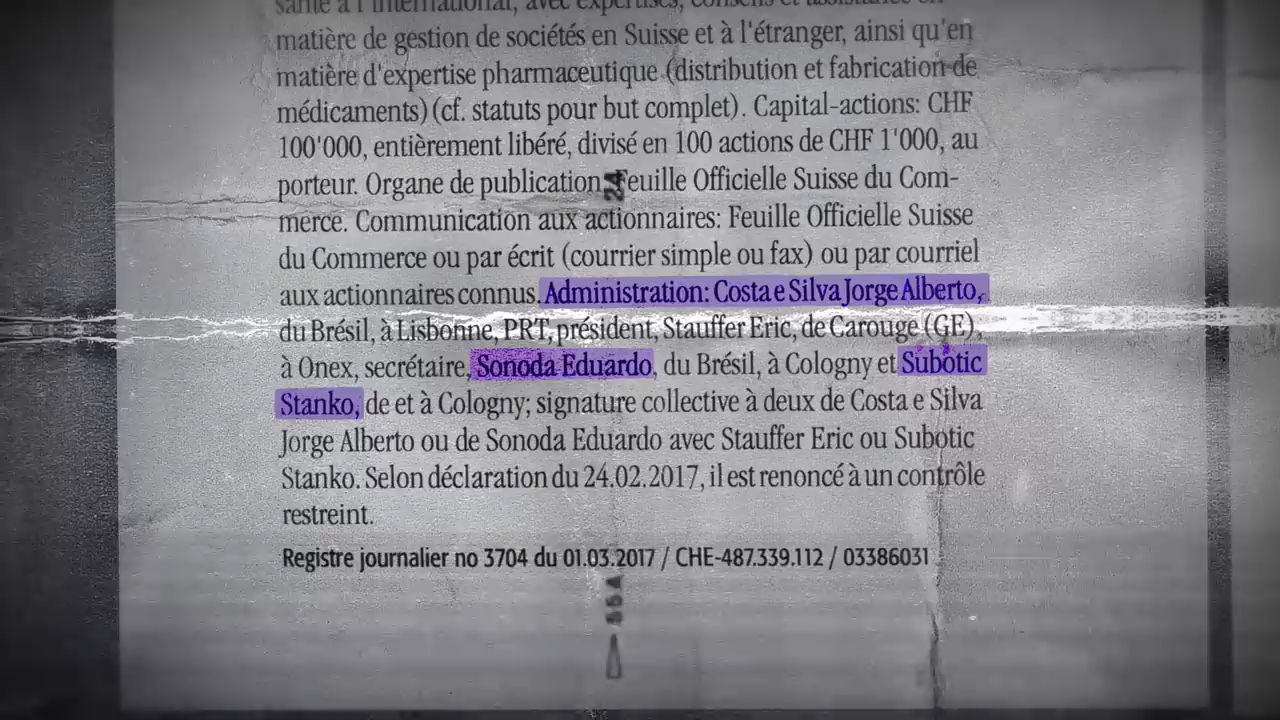 santé à l'international, avec expertises, conseils et assistance en
matière de gestion de sociétés en Suisse et à l'étranger, ainsi qu'en
matière d'expertise pharmaceutique (distribution et fabrication de
médicaments) (cf. statuts pour but complet). Capital-actions: CHF
100'000, entièrement libéré, divisé en 100 actions de CHF 1'000, au
porteur. Organe de publication: Feuille Officielle Suisse du Com-
merce. Communication aux actionnaires: Feuille Officielle Suisse
du Commerce ou par écrit (courrier simple ou fax) ou par courriel
aux actionnaires connus. Administration: Costa e Silva Jorge Alberto,
du Brésil, à Lisbonne, PRT, président, Stauffer Eric, de Carouge (GE),
à Onex, secrétaire, Sonoda Eduardo, du Brésil, à Cologny et Subotic
Stanko, de et à Cologny; signature collective à deux de Costa e Silva
Jorge Alberto ou de Sonoda Eduardo avec Stauffer Eric ou Subotic
Stanko. Selon déclaration du 24.02.2017, il est renoncé à un contrôle
restreint.
Registre journalier no 3704 du 01.03.2017 / CHE-487.339.112 / 03386031
24
55A